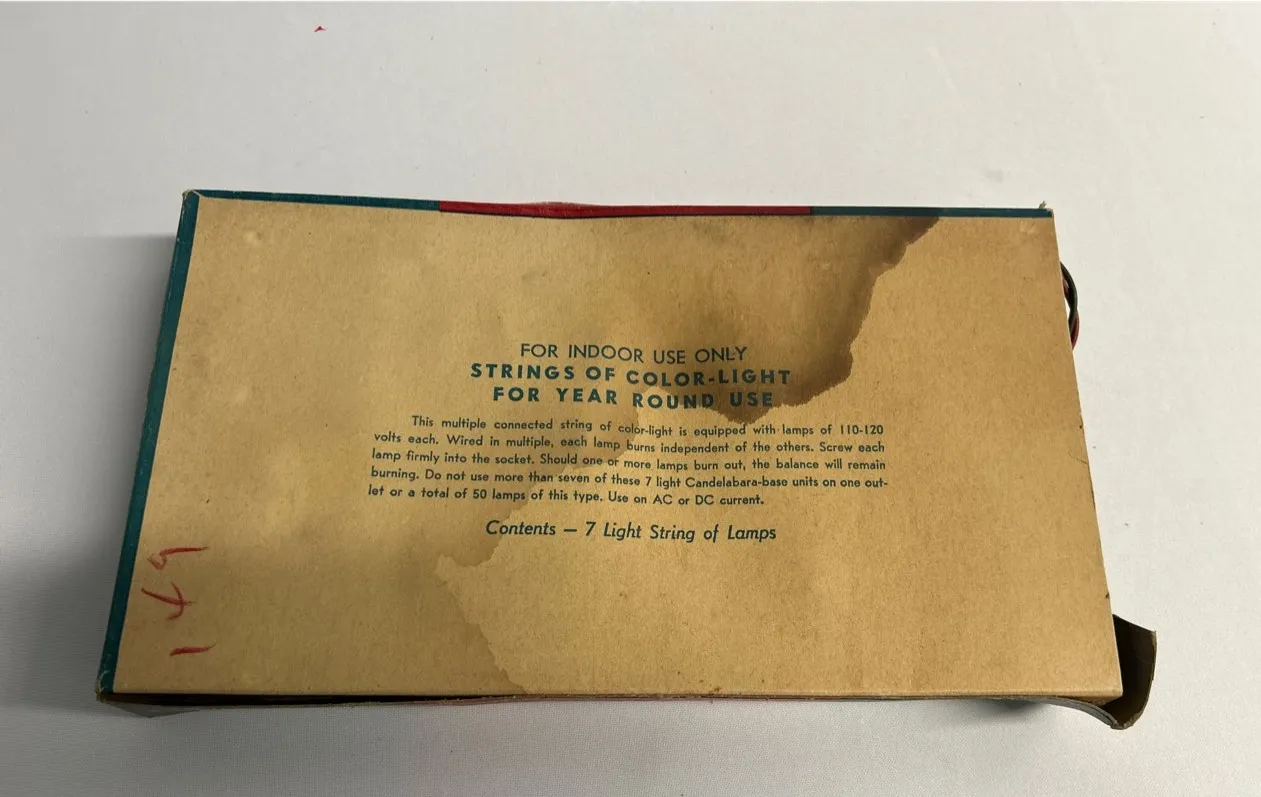 FOR INDOOR USE ONLY
STRINGS OF COLOR-LIGHT
FOR YEAR ROUND USE
This multiple connected string of color-light is equipped with lamps of 110-120
volts each. Wired in multiple, each lamp burns independent of the others. Screw each
lamp firmly into the socket. Should one or more lamps burn out, the balance will remain
burning. Do not use more than seven of these 7 light Candelabara-base units on one out-
let or a total of 50 lamps of this type. Use on AC or DC current.
Contents — 7 Light String of Lamps
149